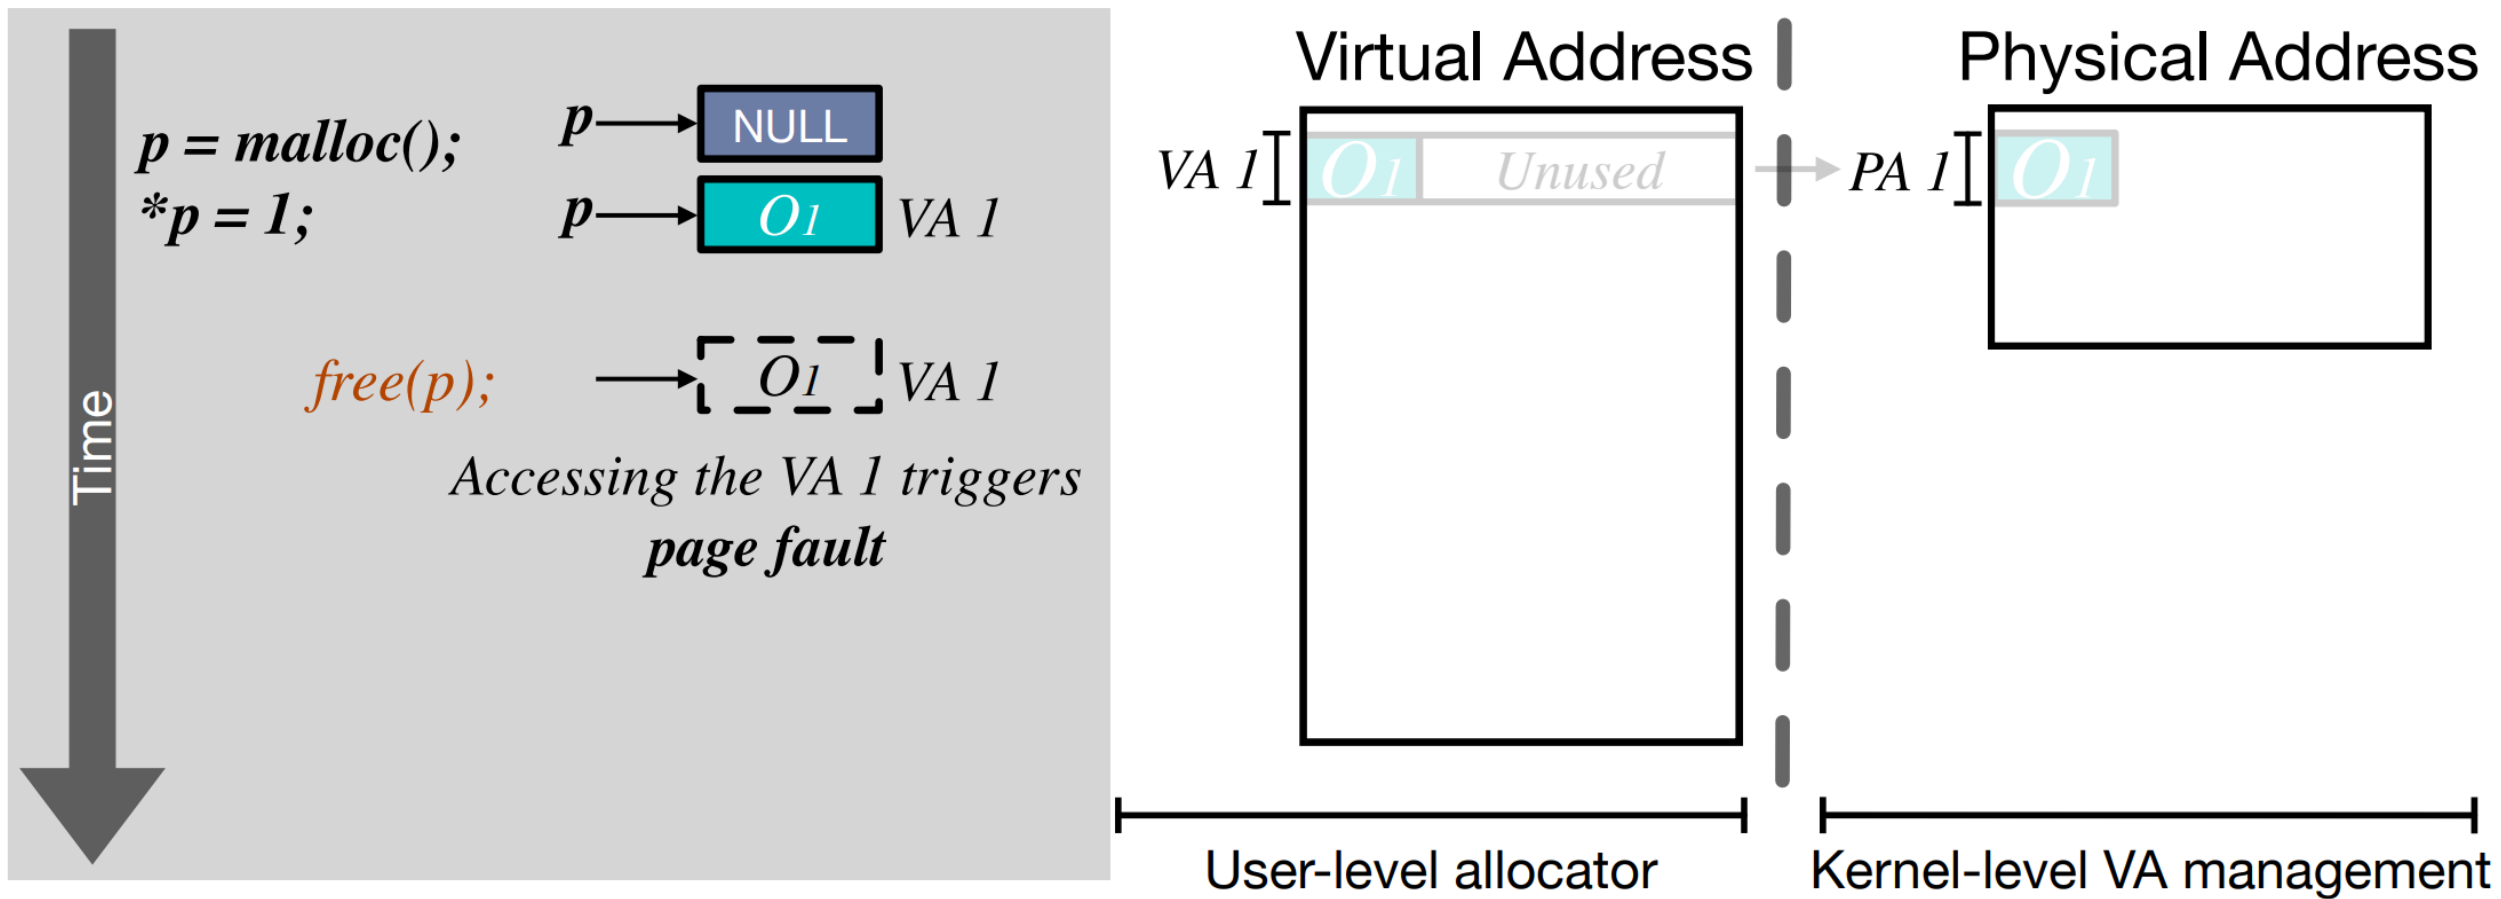 Time
p = malloc();
*p = 1;
p
NULL
p
O1
VA 1
free(p);
O1
VA 1
Accessing the VA 1 triggers
page fault
Virtual Address
VA 1
O1
Unused
User-level allocator
Physical Address
PA 1
O1
Kernel-level VA management